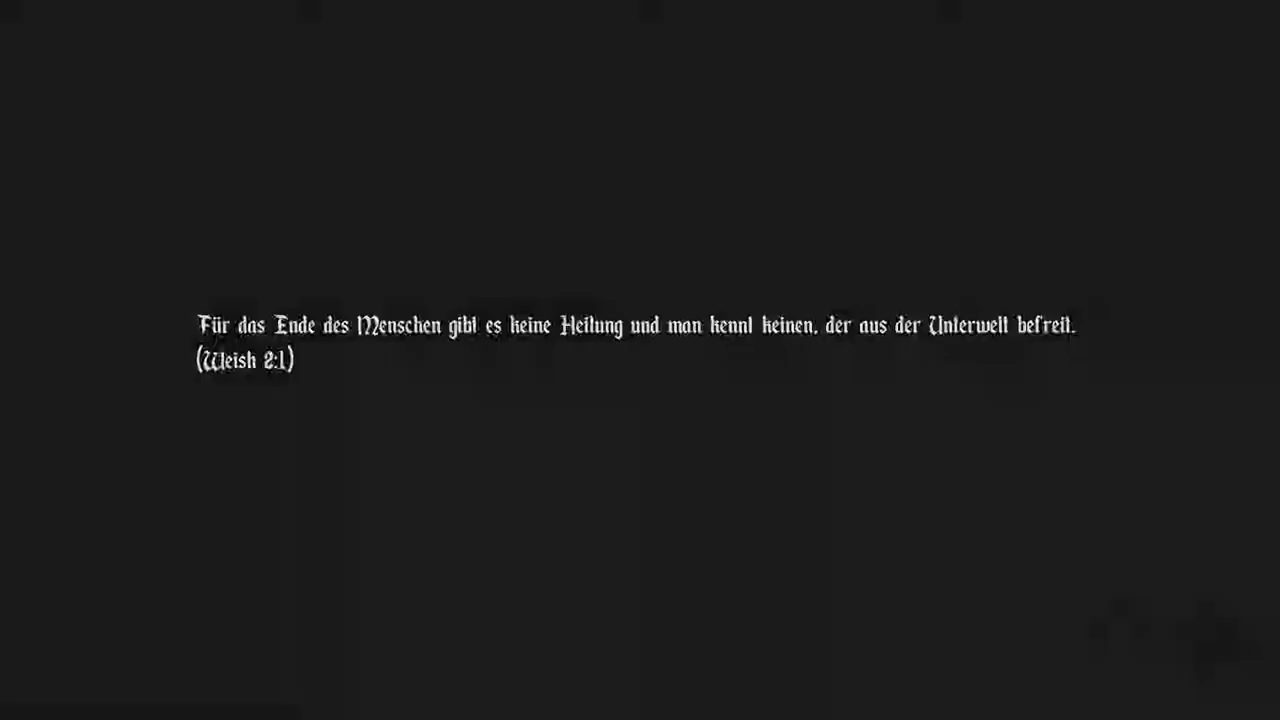 Für das Ende des Menschen gibt es keine Heilung und man kennt keinen, der aus der Unterwelt befreit.
(Weish 2:1)